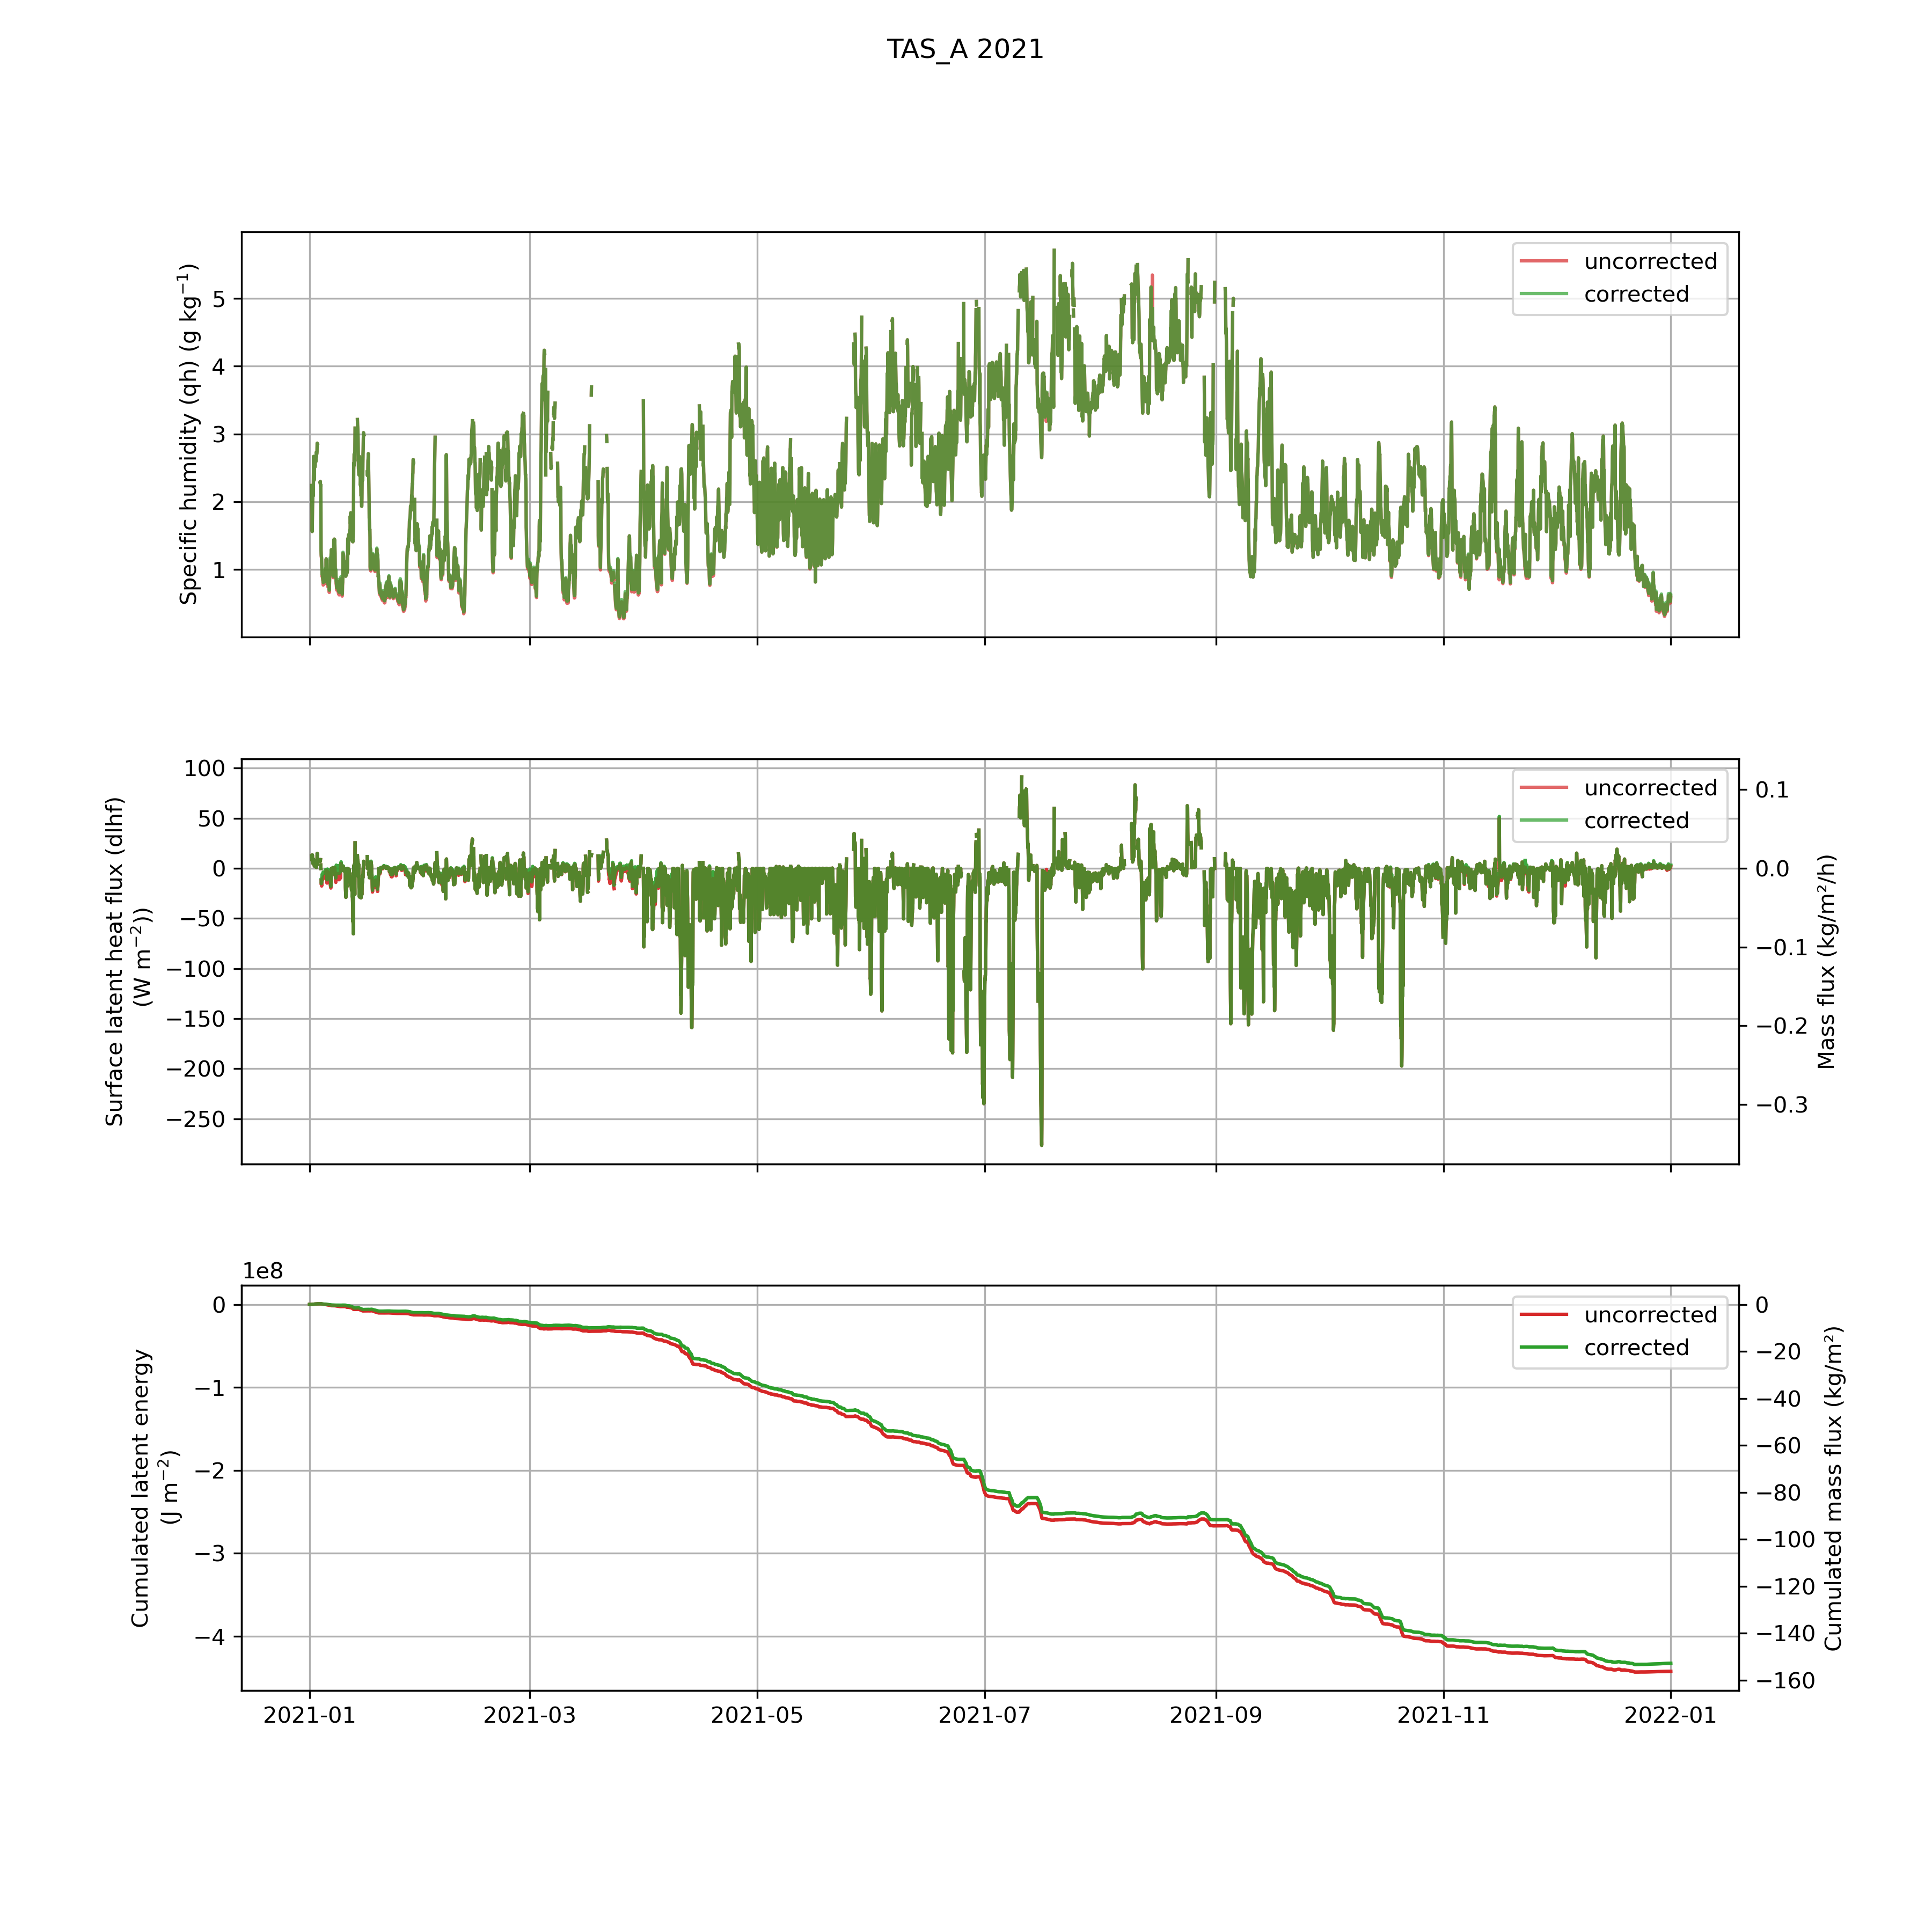 TAS_A 2021
Specific humidity (qh) (g kg⁻¹)
5
4
3
2
1
uncorrected
corrected
Surface latent heat flux (dlhf)
(W m⁻²))
100
50
0
−50
−100
−150
−200
−250
uncorrected
corrected
0.1
0.0
−0.1
−0.2
−0.3
Mass flux (kg/m²/h)
1e8
Cumulated latent energy
(J m⁻²)
0
−1
−2
−3
−4
uncorrected
corrected
0
−20
−40
−60
−80
−100
−120
−140
−160
Cumulated mass flux (kg/m²)
2021-01 2021-03 2021-05 2021-07 2021-09 2021-11 2022-01